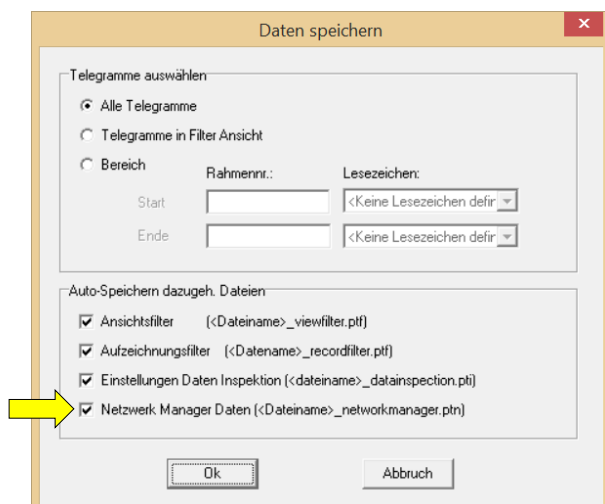 Daten speichern
Telegramme auswählen
Alle Telegramme
Telegramme in Filter Ansicht
Bereich Rahmennr.: Lesezeichen:
Start <Keine Lesezeichen defir
Ende <Keine Lesezeichen defir
Auto-Speichern dazugeh. Dateien
Ansichtsfilter (<Dateiname>_viewfilter.ptf)
Aufzeichnungsfilter (<Datename>_recordfilter.ptf)
Einstellungen Daten Inspektion (<dateiname>_datainspection.pti)
Netzwerk Manager Daten (<Dateiname>_networkmanager.ptn)
Ok Abbruch